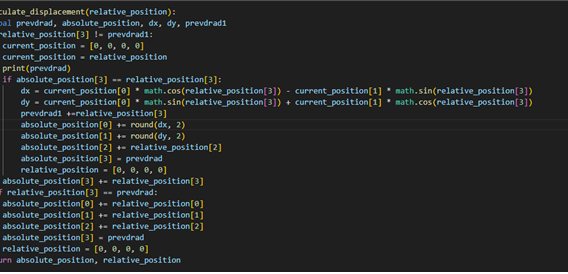 culate_displacement(relative_position):
bal prevdrad, absolute_position, dx, dy, prevdrad1
relative_position[3] != prevdrad1:
current_position = [0, 0, 0, 0]
current_position = relative_position
print(prevdrad)
if absolute_position[3] == relative_position[3]:
dx = current_position[0] * math.cos(relative_position[3]) - current_position[1] * math.sin(relative_position[3])
dy = current_position[0] * math.sin(relative_position[3]) + current_position[1] * math.cos(relative_position[3])
prevdrad1 +=relative_position[3]
absolute_position[0] += round(dx, 2)
absolute_position[1] += round(dy, 2)
absolute_position[2] += relative_position[2]
absolute_position[3] = prevdrad
relative_position = [0, 0, 0, 0]
absolute_position[3] += relative_position[3]
f relative_position[3] == prevdrad:
absolute_position[0] += relative_position[0]
absolute_position[1] += relative_position[1]
absolute_position[2] += relative_position[2]
absolute_position[3] = prevdrad
relative_position = [0, 0, 0, 0]
urn absolute_position, relative_position